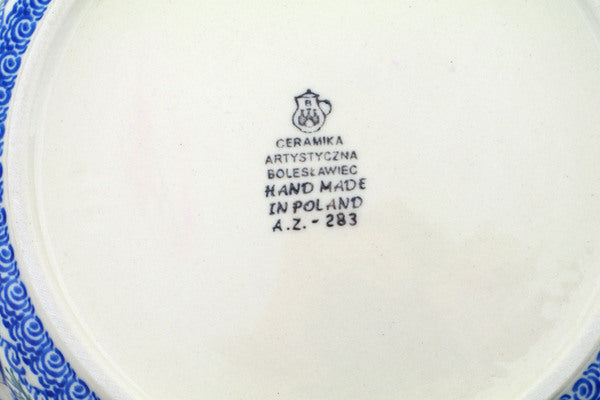 B
CERAMIKA
ARTYSTYCZNA
BOLESŁAWIEC
HAND MADE
IN POLAND
A.Z.- 283